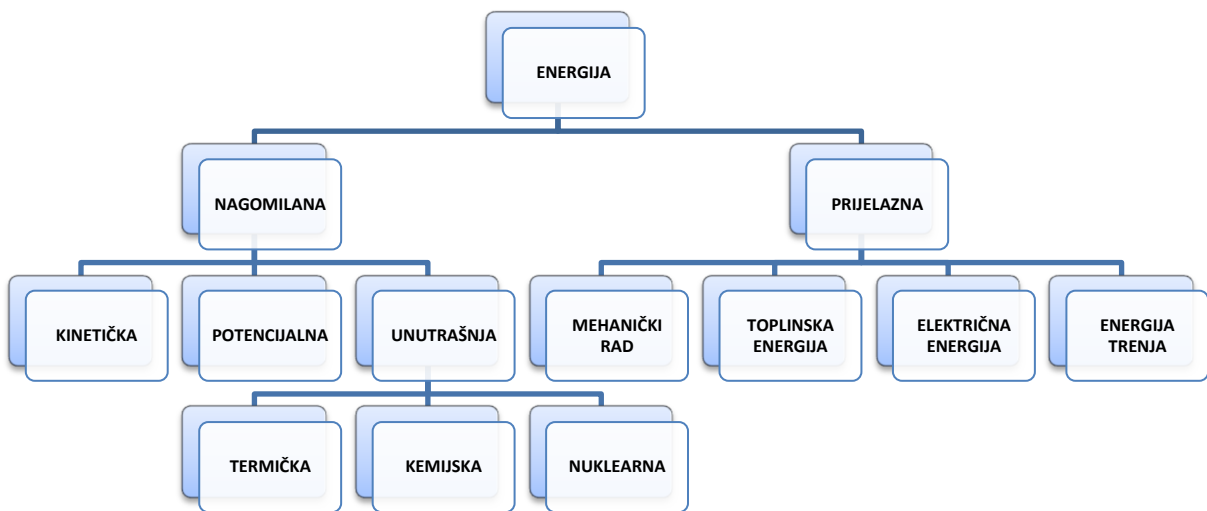 ENERGIJA
NAGOMILANA
PRIJELAZNA
KINETIČKA
POTENCIJALNA
UNUTRAŠNJA
MEHANIČKI
RAD
TOPLINSKA
ENERGIJA
ELEKTRIČNA
ENERGIJA
ENERGIJA
TRENJA
TERMIČKA
KEMIJSKA
NUKLEARNA